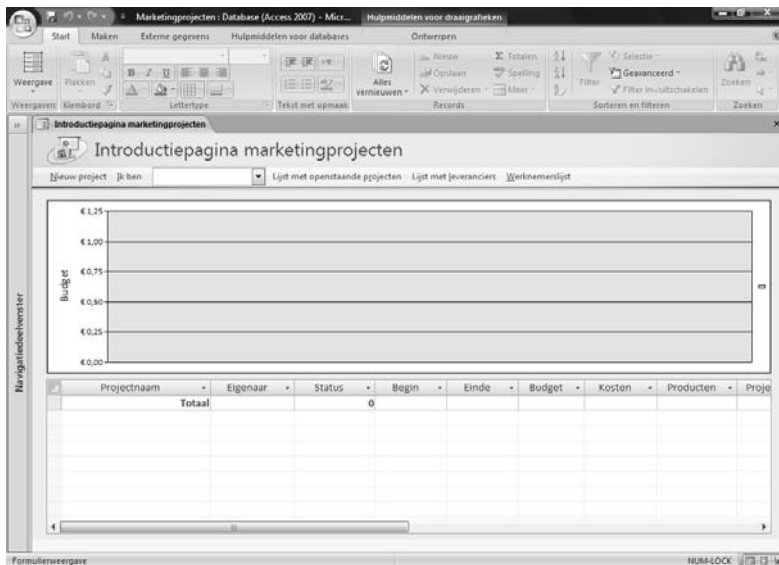 Marketingprojecten : Database (Access 2007) - Micr... Hulpmiddelen voor draaigrafieken
Start Maken Externe gegevens Hulpmiddelen voor databases Ontwerpen
Weergave Plakken B I U Alles vernieuwen Nieuw Opslaan Verwijderen Totalen Spelling Meer Filter Selectie Geavanceerd Filter in-/uitschakelen Zoeken
Weergaven Klembord Lettertype Tekst met opmaak Records Sorteren en filteren Zoeken
Introductiepagina marketingprojecten
Introductiepagina marketingprojecten
Nieuw project Ik ben Lijst met openstaande projecten Lijst met leveranciers Werknemerslijst
€ 1,25
€ 1,00
€ 0,75
€ 0,50
€ 0,25
€ 0,00
Budget
Navigatiedeelvenster
Projectnaam Eigenaar Status Begin Einde Budget Kosten Producten Proje
Totaal 0
Formulierweergave NUM-LOCK